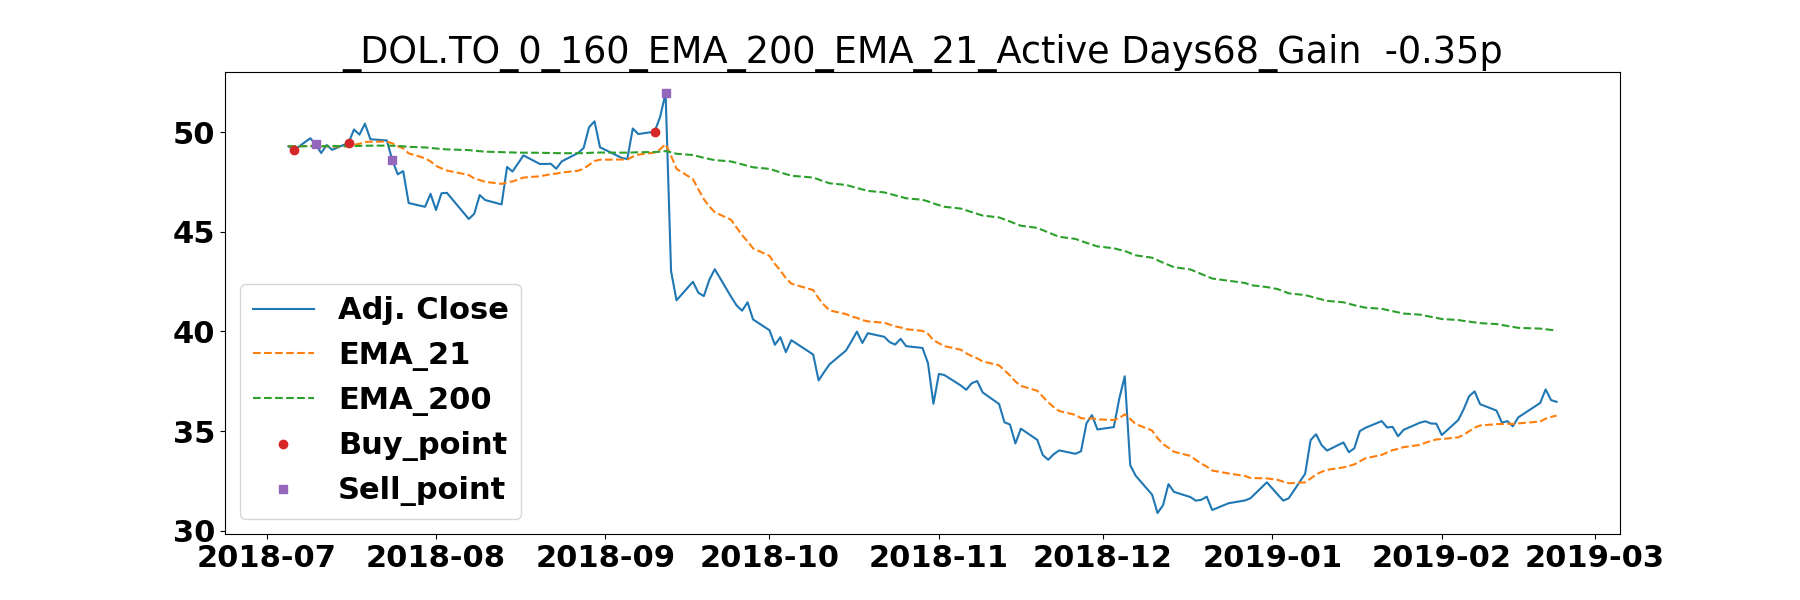 _DOL.TO_0_160_EMA_200_EMA_21_Active Days68_Gain  -0.35p
50
45
40
35
30
Adj. Close
EMA_21
EMA_200
Buy_point
Sell_point
2018-07 2018-08 2018-09 2018-10 2018-11 2018-12 2019-01 2019-02 2019-03